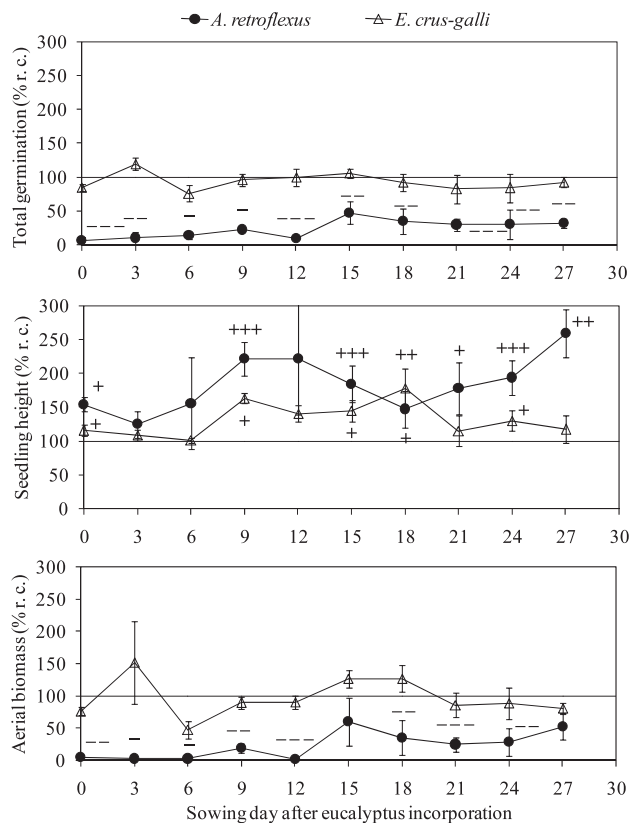 A. retroflexus E. crus-galli
Total germination (% r. c.)
300
250
200
150
100
50
0
--- -- - - --- -- -- --- -- --
0 3 6 9 12 15 18 21 24 27 30
Seedling height (% r. c.)
300
250
200
150
100
50
0
+++ +++ ++ + +++ ++
+
+ + + + +
0 3 6 9 12 15 18 21 24 27 30
Aerial biomass (% r. c.)
300
250
200
150
100
50
0
-- - - -- --- -- --- --
0 3 6 9 12 15 18 21 24 27 30
Sowing day after eucalyptus incorporation